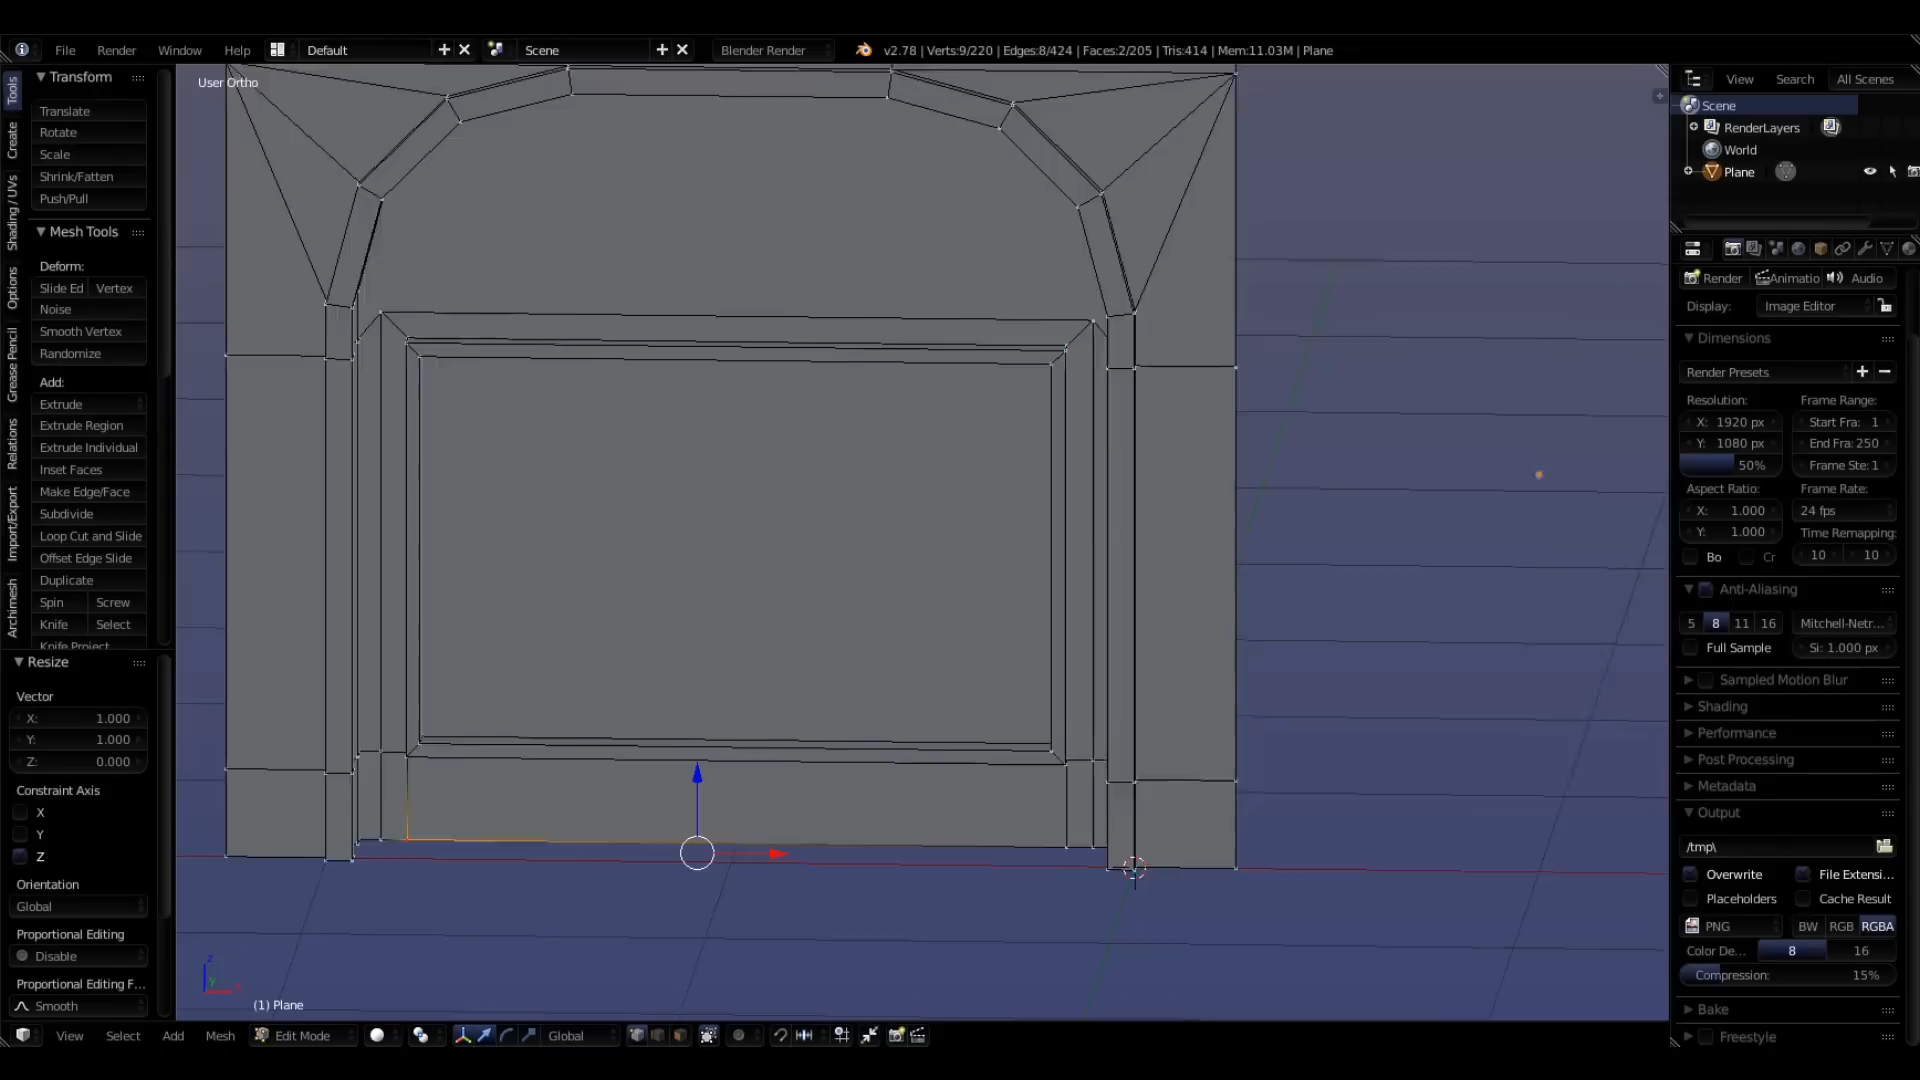 File Render Window Help Default Scene Blender Render v2.78 | Verts:9/220 | Edges:8/424 | Faces:2/205 | Tris:414 | Mem:11.03M | Plane
Tools
Create
Shading / UVs
Options
Grease Pencil
Relations
Import/Export
Archimesh
Transform
Translate
Rotate
Scale
Shrink/Fatten
Push/Pull
Mesh Tools
Deform:
Slide Ed Vertex
Noise
Smooth Vertex
Randomize
Add:
Extrude
Extrude Region
Extrude Individual
Inset Faces
Make Edge/Face
Subdivide
Loop Cut and Slide
Offset Edge Slide
Duplicate
Spin Screw
Knife Select
Knife Project
Resize
Vector
X: 1.000
Y: 1.000
Z: 0.000
Constraint Axis
X
Y
Z
Orientation
Global
Proportional Editing
Disable
Proportional Editing F...
Smooth
User Ortho
z
y
x
(1) Plane
View Select Add Mesh Edit Mode Global
View Search All Scenes
Scene
RenderLayers
World
Plane
Render Animatio Audio
Display: Image Editor
Dimensions
Render Presets
Resolution: Frame Range:
X: 1920 px Start Fra: 1
Y: 1080 px End Fra: 250
50% Frame Ste: 1
Aspect Ratio: Frame Rate:
X: 1.000 24 fps
Y: 1.000 Time Remapping:
Bo Cr 10 10
Anti-Aliasing
5 8 11 16 Mitchell-Netr...
Full Sample Si: 1.000 px
Sampled Motion Blur
Shading
Performance
Post Processing
Metadata
Output
/tmp\
Overwrite File Extensi...
Placeholders Cache Result
PNG BW RGB RGBA
Color De... 8 16
Compression: 15%
Bake
Freestyle